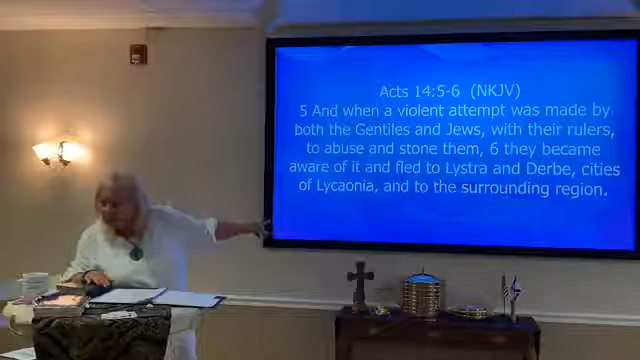 Acts 14:5-6 (NKJV)
5 And when a violent attempt was made by
both the Gentiles and Jews, with their rulers,
to abuse and stone them, 6 they became
aware of it and fled to Lystra and Derbe, cities
of Lycaonia, and to the surrounding region.